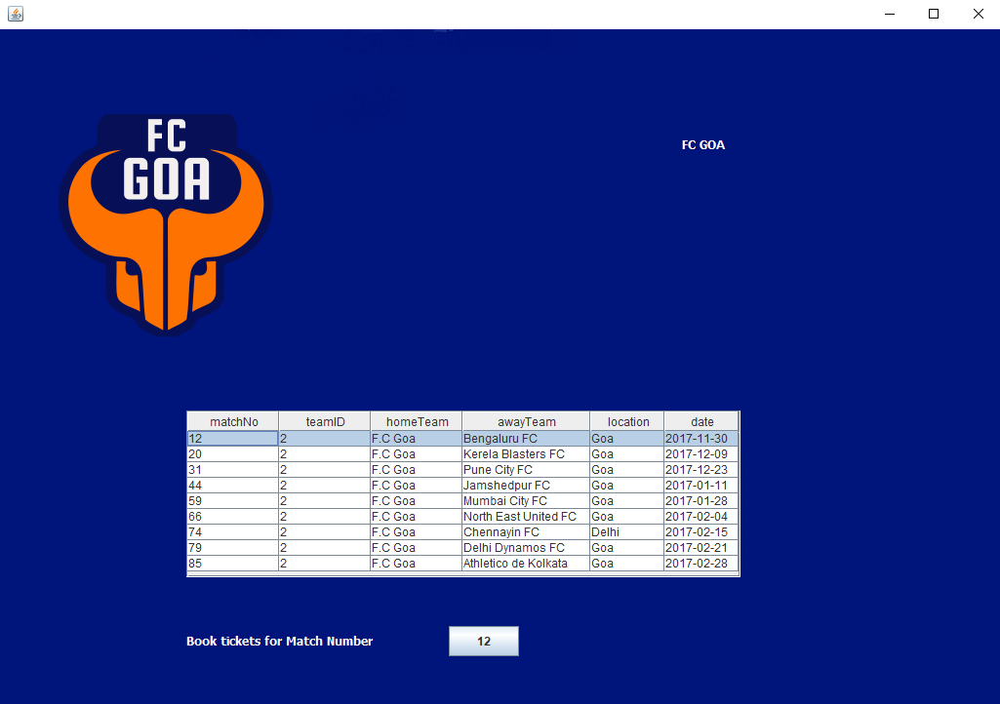 FC
GOA
FC GOA
matchNo teamID homeTeam awayTeam location date
12 2 F.C Goa Bengaluru FC Goa 2017-11-30
20 2 F.C Goa Kerela Blasters FC Goa 2017-12-09
31 2 F.C Goa Pune City FC Goa 2017-12-23
44 2 F.C Goa Jamshedpur FC Goa 2017-01-11
59 2 F.C Goa Mumbai City FC Goa 2017-01-28
66 2 F.C Goa North East United FC Goa 2017-02-04
74 2 F.C Goa Chennayin FC Delhi 2017-02-15
79 2 F.C Goa Delhi Dynamos FC Goa 2017-02-21
85 2 F.C Goa Athletico de Kolkata Goa 2017-02-28
Book tickets for Match Number 12